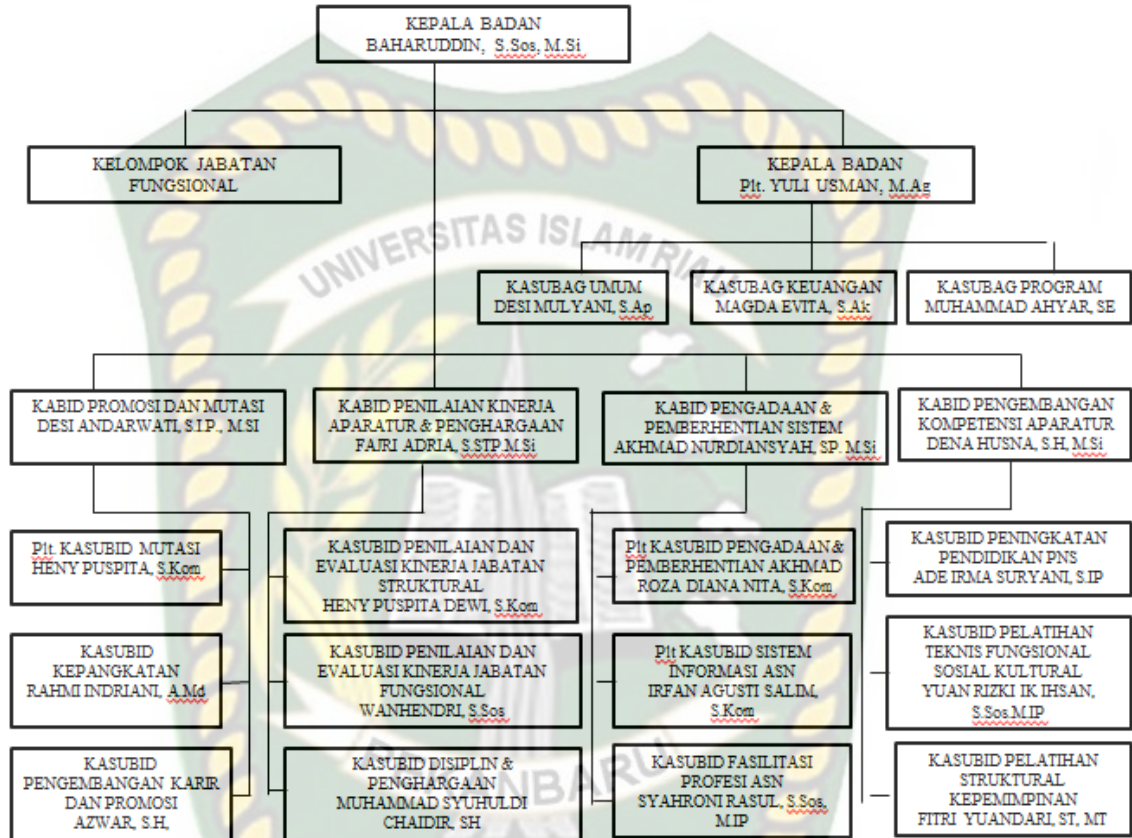 KEPALA BADAN
BAHARUDDIN, S.Sos, M.Si
KELOMPOK JABATAN
FUNGSIONAL
KEPALA BADAN
Plt. YULI USMAN, M.Ag
UNIVERSITAS ISLAM RIAU
KASUBAG UMUM
DESI MULYANI, S.Ap
KASUBAG KEUANGAN
MAGDA EVITA, S.Ak
KASUBAG PROGRAM
MUHAMMAD AHYAR, SE
KABID PROMOSI DAN MUTASI
DESI ANDARWATI, S.I.P., M.SI
KABID PENILAIAN KINERJA
APARATUR & PENGHARGAAN
FAJRI ADRIA, S.STP.M.Si
KABID PENGADAAN &
PEMBERHENTIAN SISTEM
AKHMAD NURDIANSYAH, SP. M.Si
KABID PENGEMBANGAN
KOMPETENSI APARATUR
DENA HUSNA, S.H, M.Si
Plt. KASUBID MUTASI
HENY PUSPITA, S.Kom
KASUBID
KEPANGKATAN
RAHMI INDRIANI, A.Md
KASUBID
PENGEMBANGAN KARIR
DAN PROMOSI
AZWAR, S.H,
KASUBID PENILAIAN DAN
EVALUASI KINERJA JABATAN
STRUKTURAL
HENY PUSPITA DEWI, S.Kom
KASUBID PENILAIAN DAN
EVALUASI KINERJA JABATAN
FUNGSIONAL
WANHENDRI, S.Sos
KASUBID DISIPLIN &
PENGHARGAAN
MUHAMMAD SYUHULDI
CHAIDIR, SH
Plt KASUBID PENGADAAN &
PEMBERHENTIAN AKHMAD
ROZA DIANA NITA, S.Kom
Plt KASUBID SISTEM
INFORMASI ASN
IRFAN AGUSTI SALIM,
S.Kom
KASUBID FASILITASI
PROFESI ASN
SYAHRONI RASUL, S.Sos,
M.IP
KASUBID PENINGKATAN
PENDIDIKAN PNS
ADE IRMA SURYANI, S.IP
KASUBID PELATIHAN
TEKNIS FUNGSIONAL
SOSIAL KULTURAL
YUAN RIZKI IK IHSAN,
S.Sos.M.IP
KASUBID PELATIHAN
STRUKTURAL
KEPEMIMPINAN
FITRI YUANDARI, ST, MT